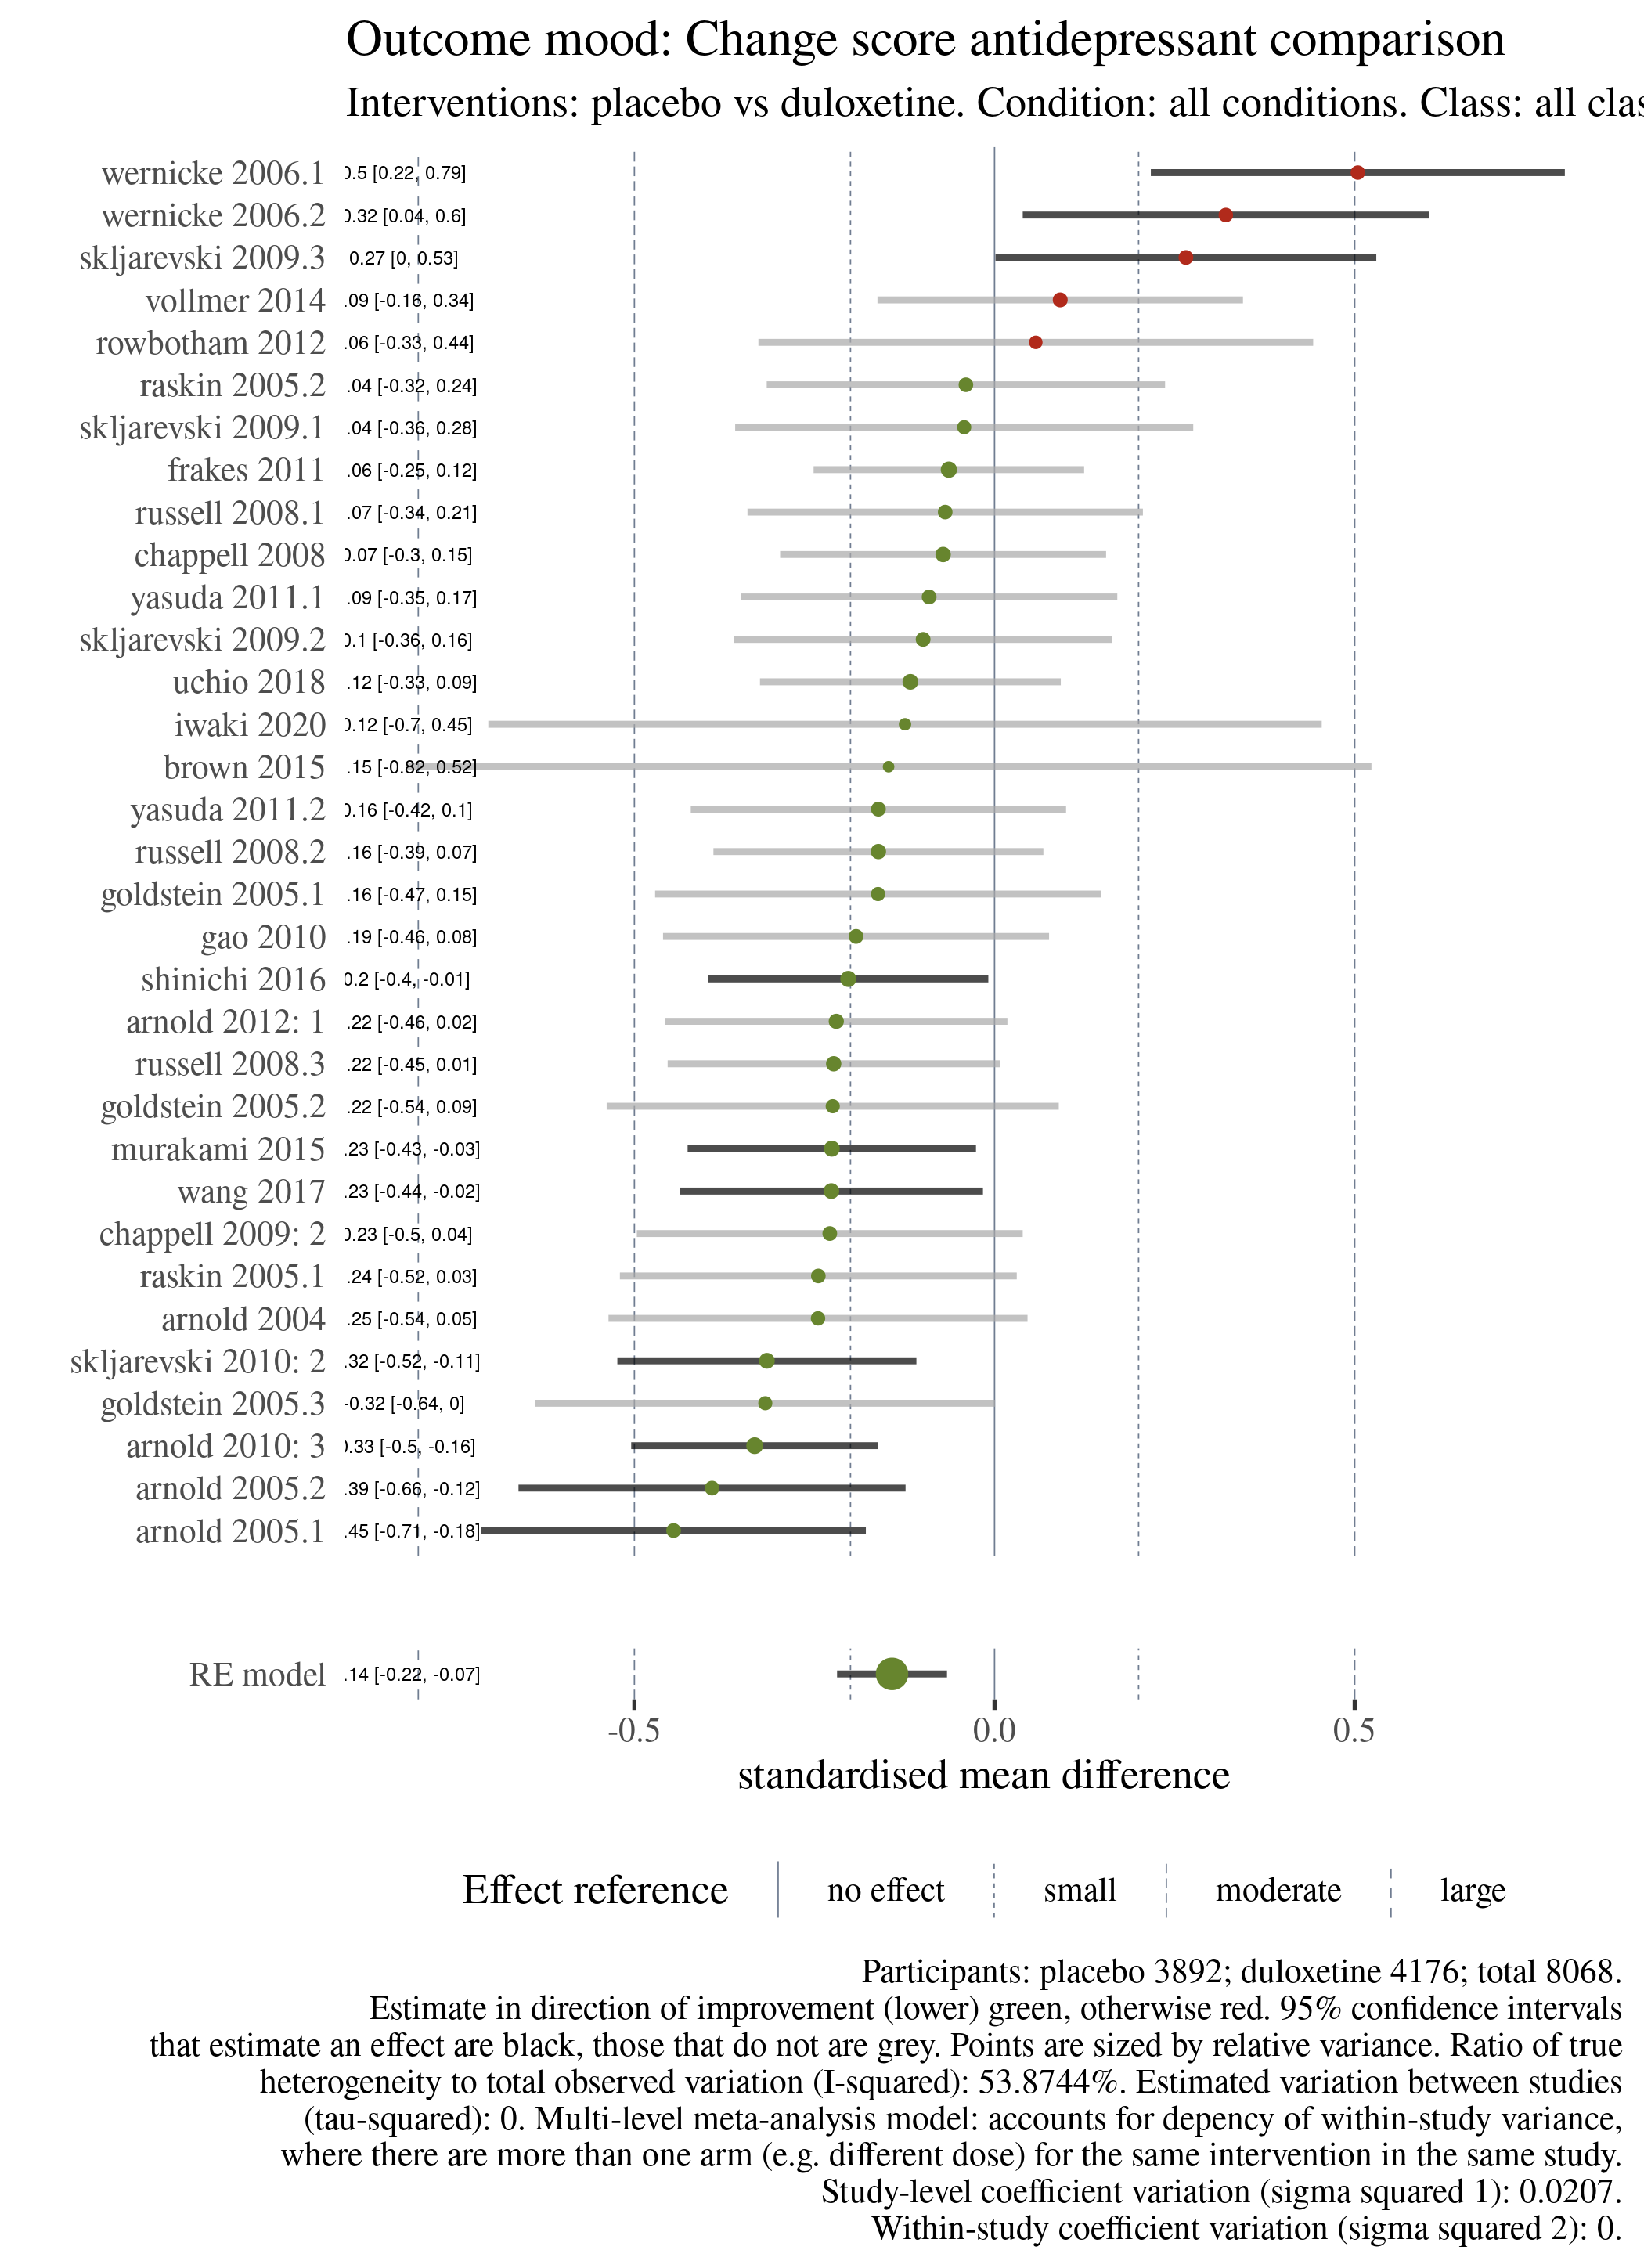 Outcome mood: Change score antidepressant comparison
Interventions: placebo vs duloxetine. Condition: all conditions. Class: all clas
wernicke 2006.1 0.5 [0.22, 0.79]
wernicke 2006.2 0.32 [0.04, 0.6]
skljarevski 2009.3 0.27 [0, 0.53]
vollmer 2014 .09 [-0.16, 0.34]
rowbotham 2012 .06 [-0.33, 0.44]
raskin 2005.2 .04 [-0.32, 0.24]
skljarevski 2009.1 .04 [-0.36, 0.28]
frakes 2011 .06 [-0.25, 0.12]
russell 2008.1 .07 [-0.34, 0.21]
chappell 2008 0.07 [-0.3, 0.15]
yasuda 2011.1 .09 [-0.35, 0.17]
skljarevski 2009.2 0.1 [-0.36, 0.16]
uchio 2018 .12 [-0.33, 0.09]
iwaki 2020 0.12 [-0.7, 0.45]
brown 2015 .15 [-0.82, 0.52]
yasuda 2011.2 0.16 [-0.42, 0.1]
russell 2008.2 .16 [-0.39, 0.07]
goldstein 2005.1 .16 [-0.47, 0.15]
gao 2010 .19 [-0.46, 0.08]
shinichi 2016 0.2 [-0.4, -0.01]
arnold 2012: 1 .22 [-0.46, 0.02]
russell 2008.3 .22 [-0.45, 0.01]
goldstein 2005.2 .22 [-0.54, 0.09]
murakami 2015 .23 [-0.43, -0.03]
wang 2017 .23 [-0.44, -0.02]
chappell 2009: 2 0.23 [-0.5, 0.04]
raskin 2005.1 .24 [-0.52, 0.03]
arnold 2004 .25 [-0.54, 0.05]
skljarevski 2010: 2 .32 [-0.52, -0.11]
goldstein 2005.3 -0.32 [-0.64, 0]
arnold 2010: 3 0.33 [-0.5, -0.16]
arnold 2005.2 .39 [-0.66, -0.12]
arnold 2005.1 .45 [-0.71, -0.18]
RE model .14 [-0.22, -0.07]
-0.5 0.0 0.5
standardised mean difference
Effect reference no effect small moderate large
Participants: placebo 3892; duloxetine 4176; total 8068.
Estimate in direction of improvement (lower) green, otherwise red. 95% confidence intervals
that estimate an effect are black, those that do not are grey. Points are sized by relative variance. Ratio of true
heterogeneity to total observed variation (I-squared): 53.8744%. Estimated variation between studies
(tau-squared): 0. Multi-level meta-analysis model: accounts for depency of within-study variance,
where there are more than one arm (e.g. different dose) for the same intervention in the same study.
Study-level coefficient variation (sigma squared 1): 0.0207.
Within-study coefficient variation (sigma squared 2): 0.